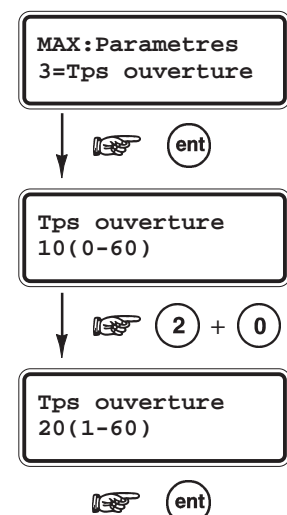 MAX:Parametres
3=Tps ouverture
ent
Tps ouverture
10(0-60)
2 + 0
Tps ouverture
20(1-60)
ent